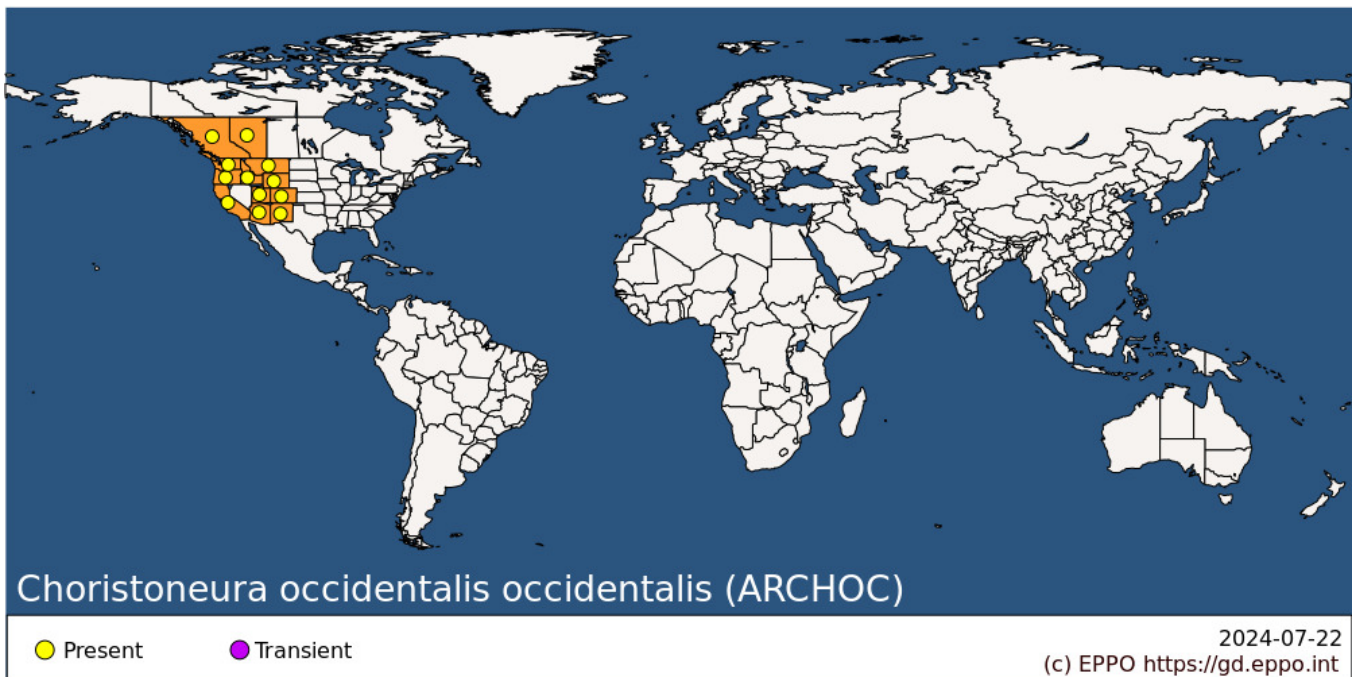 Choristoneura occidentalis occidentalis (ARCHOC)
Present
Transient
2024-07-22
(c) EPPO https://gd.eppo.int